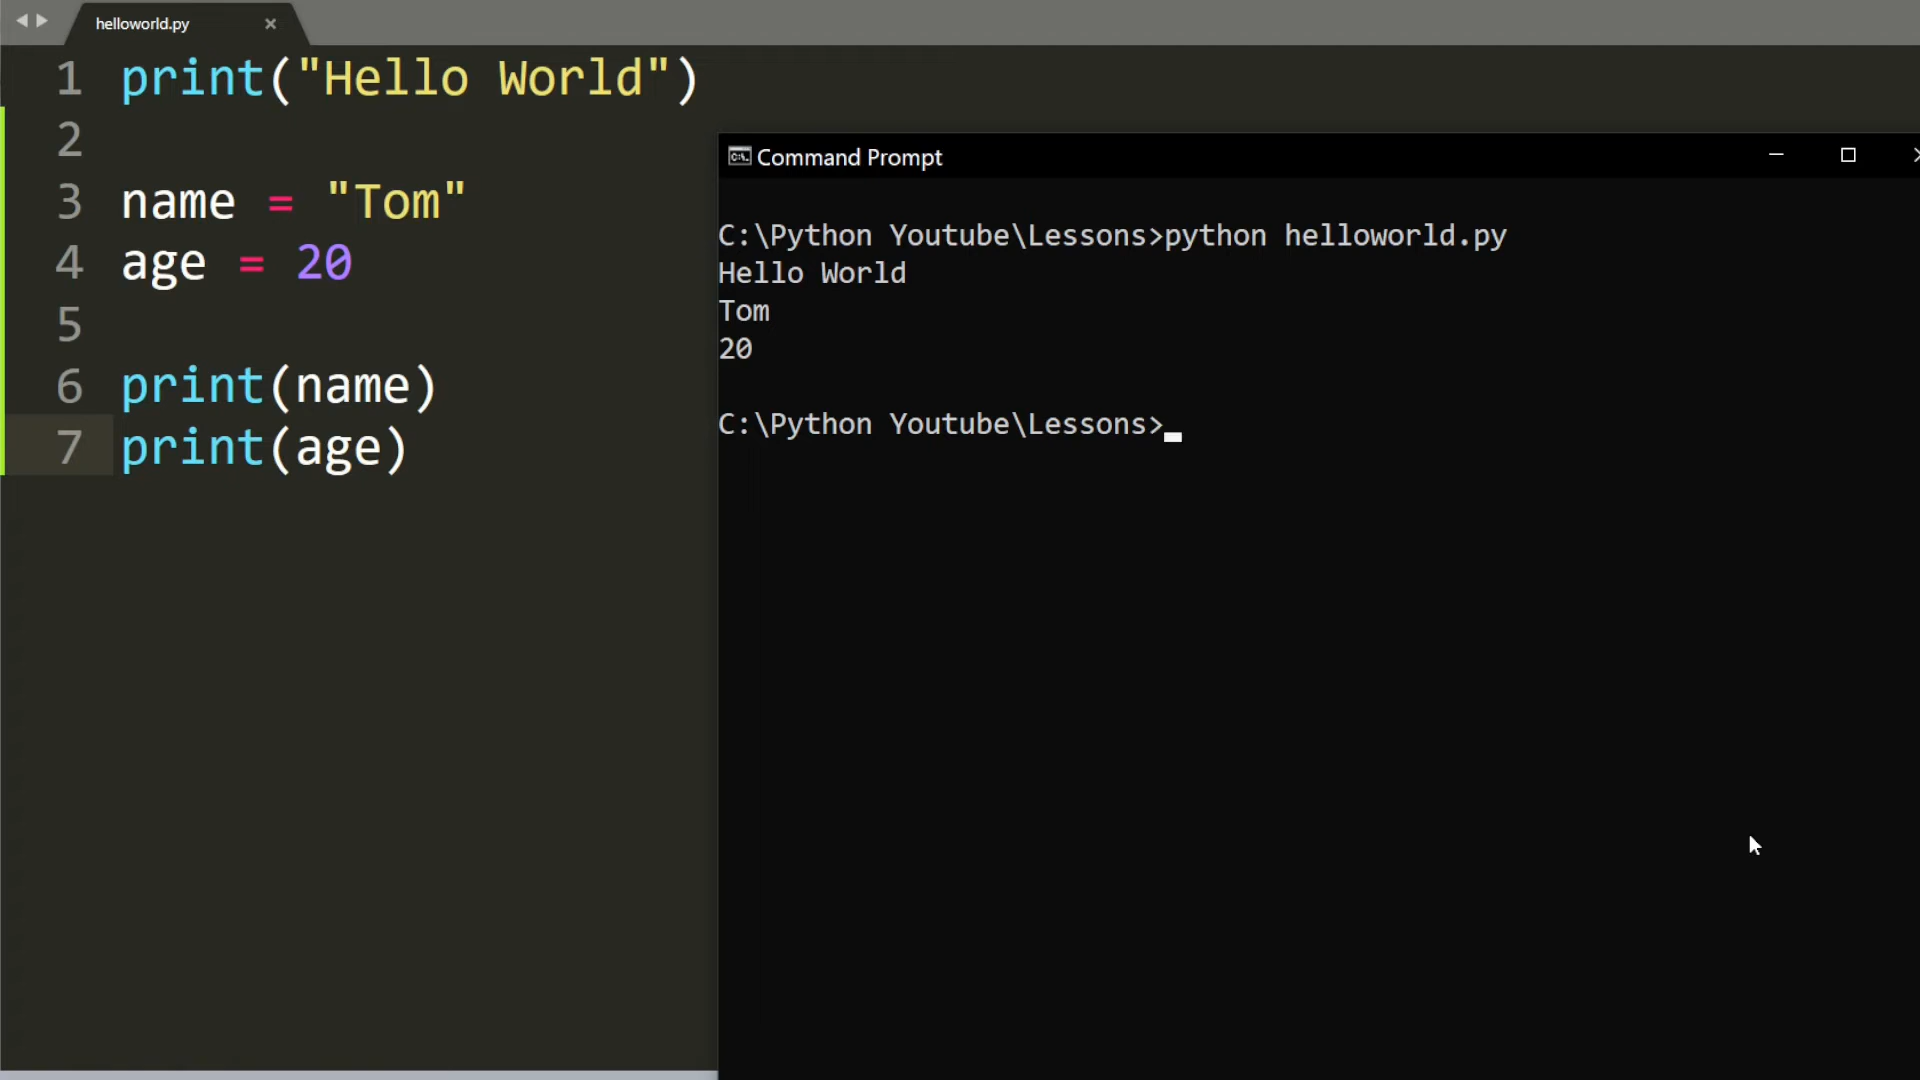 helloworld.py
1 print("Hello World")
2
3 name = "Tom"
4 age = 20
5
6 print(name)
7 print(age)
Command Prompt
C:\Python Youtube\Lessons>python helloworld.py
Hello World
Tom
20
C:\Python Youtube\Lessons>